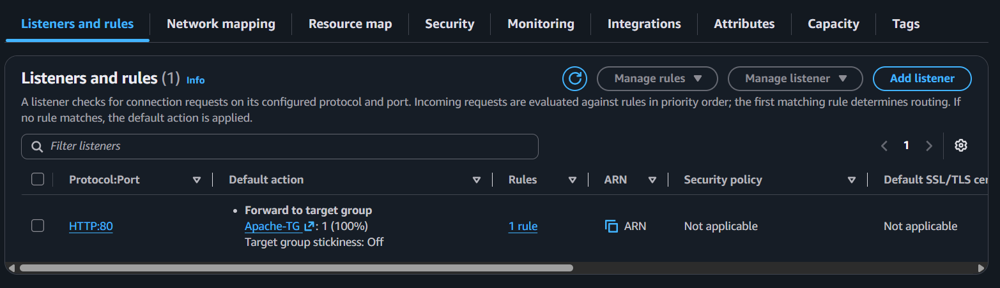 Listeners and rules Network mapping Resource map Security Monitoring Integrations Attributes Capacity Tags
Listeners and rules (1) Info Manage rules Manage listener Add listener
A listener checks for connection requests on its configured protocol and port. Incoming requests are evaluated against rules in priority order; the first matching rule determines routing. If
no rule matches, the default action is applied.
Filter listeners 1
Protocol:Port Default action Rules ARN Security policy Default SSL/TLS cer
• Forward to target group
HTTP:80 Apache-TG : 1 (100%) 1 rule ARN Not applicable Not applicable
Target group stickiness: Off